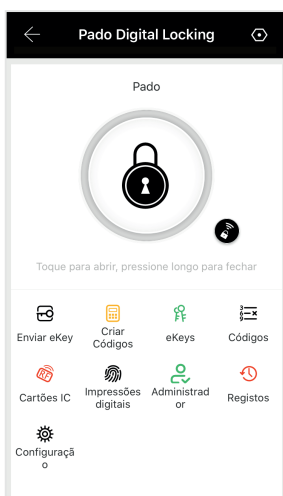 Pado Digital Locking
Pado
Toque para abrir, pressione longo para fechar
Enviar eKey
Criar
Códigos
eKeys
Códigos
Cartões IC
Impressões
digitais
Administrad
or
Registos
Configuraçã
o